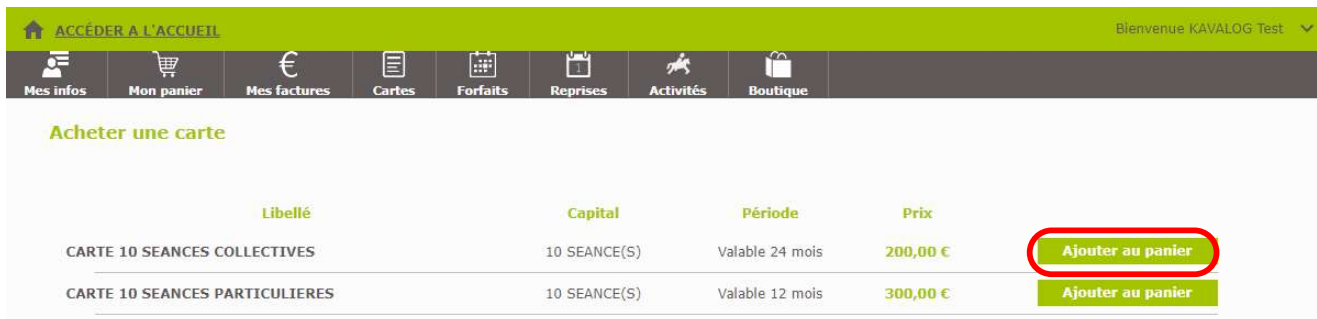 ACCÉDER A L'ACCUEIL Bienvenue KAVALOG Test
Mes infos Mon panier Mes factures Cartes Forfaits Reprises Activités Boutique
Acheter une carte
Libellé Capital Période Prix
CARTE 10 SEANCES COLLECTIVES 10 SEANCE(S) Valable 24 mois 200,00 € Ajouter au panier
CARTE 10 SEANCES PARTICULIERES 10 SEANCE(S) Valable 12 mois 300,00 € Ajouter au panier